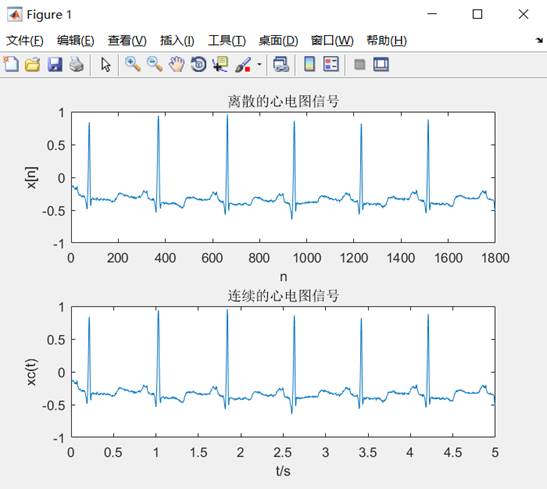 Figure 1
文件(F) 编辑(E) 查看(V) 插入(I) 工具(T) 桌面(D) 窗口(W) 帮助(H)
离散的心电图信号
1
0.5
0
-0.5
-1
x[n]
0 200 400 600 800 1000 1200 1400 1600 1800
n
连续的心电图信号
1
0.5
0
-0.5
-1
xc(t)
0 0.5 1 1.5 2 2.5 3 3.5 4 4.5 5
t/s